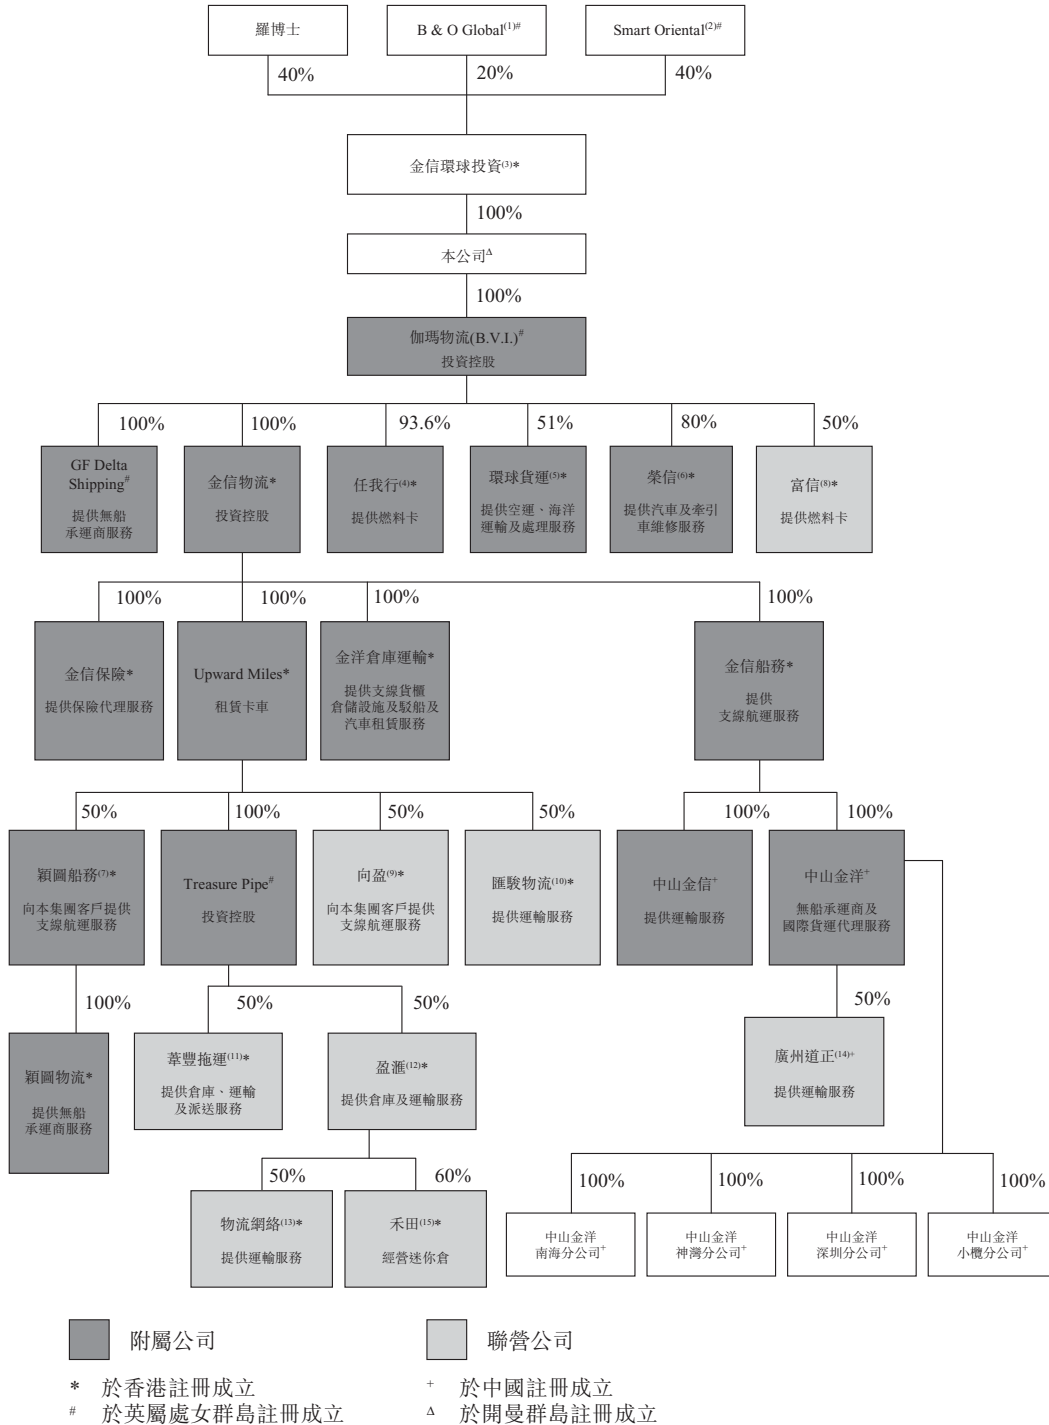 羅博士
B & O Global(1)#
Smart Oriental(2)#
40%
20%
40%
金信環球投資(3)*
100%
本公司Δ
100%
伽瑪物流(B.V.I.)#
投資控股
100%
100%
93.6%
51%
80%
50%
GF Delta
Shipping#
提供無船
承運商服務
金信物流*
投資控股
任我行(4)*
提供燃料卡
環球貨運(5)*
提供空運、海洋
運輸及處理服務
榮信(6)*
提供汽車及牽引
車維修服務
富信(8)*
提供燃料卡
100%
100%
100%
100%
金信保險*
提供保險代理服務
Upward Miles*
租賃卡車
金洋倉庫運輸*
提供支線貨櫃
倉儲設施及駁船及
汽車租賃服務
金信船務*
提供
支線航運服務
50%
100%
50%
50%
100%
100%
穎圖船務(7)*
向本集團客戶提供
支線航運服務
Treasure Pipe#
投資控股
向盈(9)*
向本集團客戶提供
支線航運服務
匯駿物流(10)*
提供運輸服務
中山金信+
提供運輸服務
中山金洋+
無船承運商及
國際貨運代理服務
100%
50%
50%
50%
穎圖物流*
提供無船
承運商服務
葦豐拖運(11)*
提供倉庫、運輸
及派送服務
盈滙(12)*
提供倉庫及運輸服務
廣州道正(14)+
提供運輸服務
50%
60%
100%
100%
100%
100%
物流網絡(13)*
提供運輸服務
禾田(15)*
經營迷你倉
中山金洋
南海分公司+
中山金洋
神灣分公司+
中山金洋
深圳分公司+
中山金洋
小欖分公司+
附屬公司
聯營公司
* 於香港註冊成立
+ 於中國註冊成立
# 於英屬處女群島註冊成立
Δ 於開曼群島註冊成立